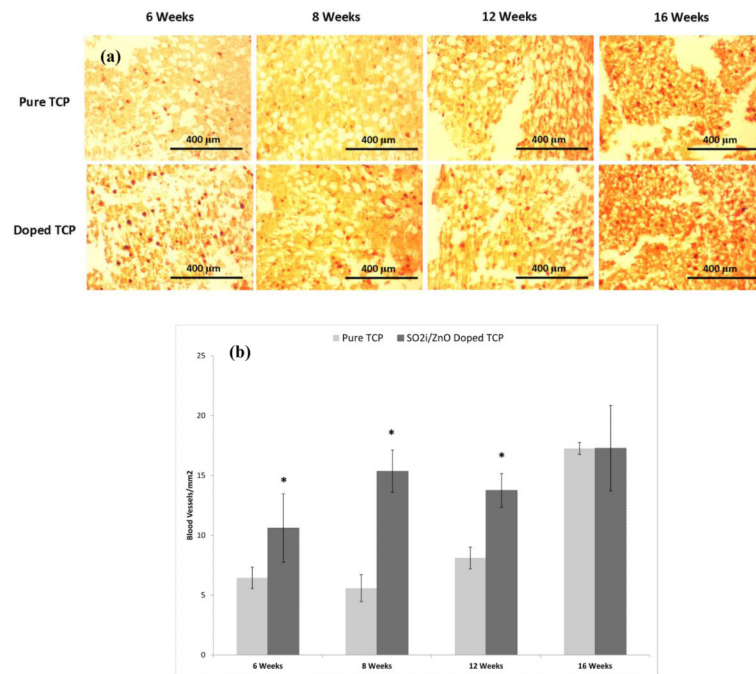 6 Weeks 8 Weeks 12 Weeks 16 Weeks
(a)
Pure TCP
400 µm 400 µm 400 µm 400 µm
Doped TCP
400 µm 400 µm 400 µm 400 µm
(b)
Pure TCP SO2i/ZnO Doped TCP
25
20
15
10
5
0
Blood Vessels/mm2
* * *
6 Weeks 8 Weeks 12 Weeks 16 Weeks